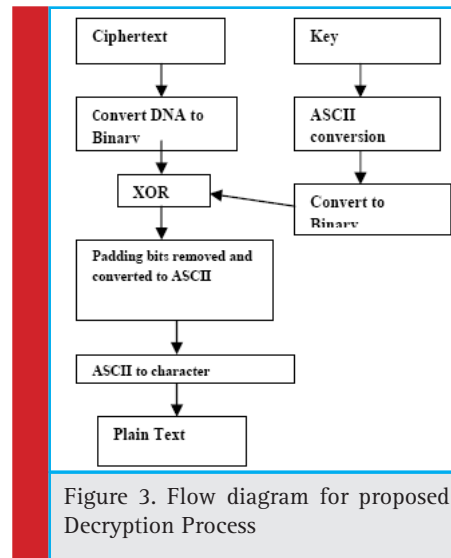 Ciphertext
Key
Convert DNA to
Binary
ASCII
conversion
XOR
Convert to
Binary
Padding bits removed and
converted to ASCII
ASCII to character
Plain Text
Figure 3. Flow diagram for proposed
Decryption Process